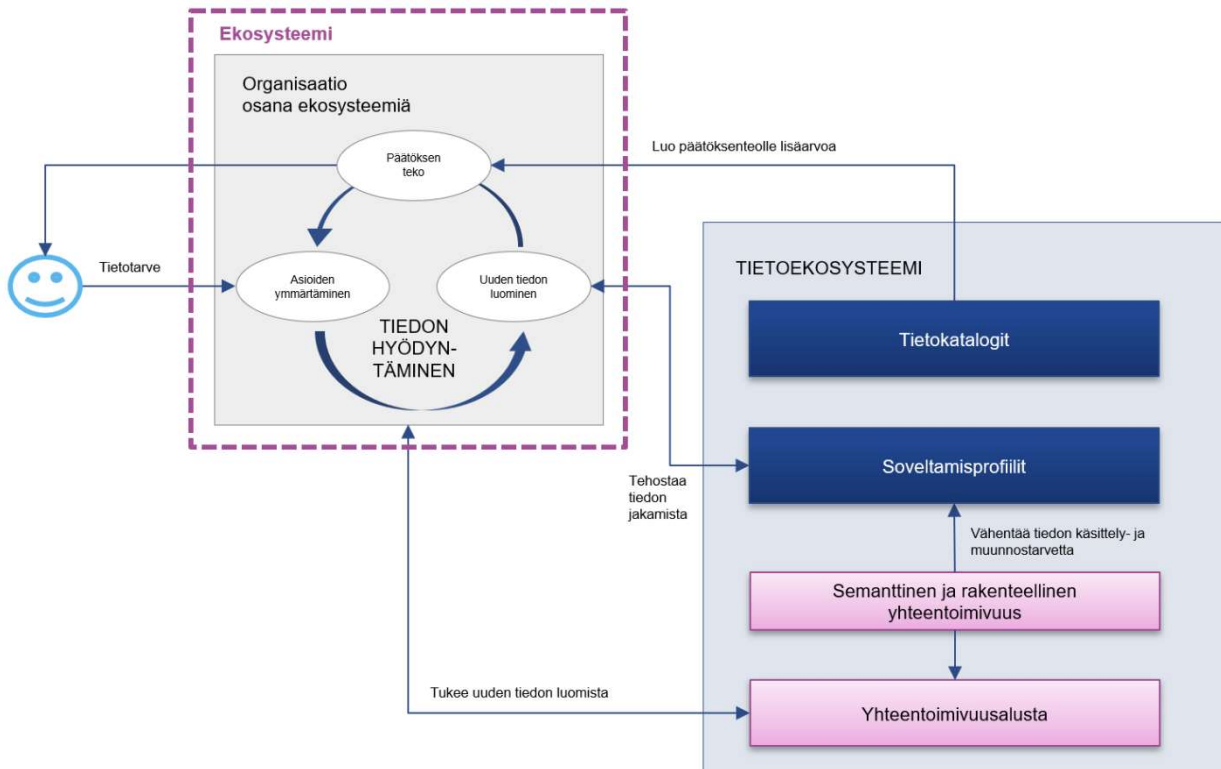 Ekosysteemi
Organisaatio
osana ekosysteemiä
Päätöksen
teko
Luo päätöksenteolle lisäarvoa
Tietotarve
Asioiden
ymmärtäminen
Uuden tiedon
luominen
TIEDON
HYÖDYN-
TÄMINEN
TIETOEKOSYSTEEMI
Tietokatalogit
Soveltamisprofiilit
Tehostaa
tiedon
jakamista
Vähentää tiedon käsittely- ja
muunnostarvetta
Semanttinen ja rakenteellinen
yhteentoimivuus
Tukee uuden tiedon luomista
Yhteentoimivuusalusta